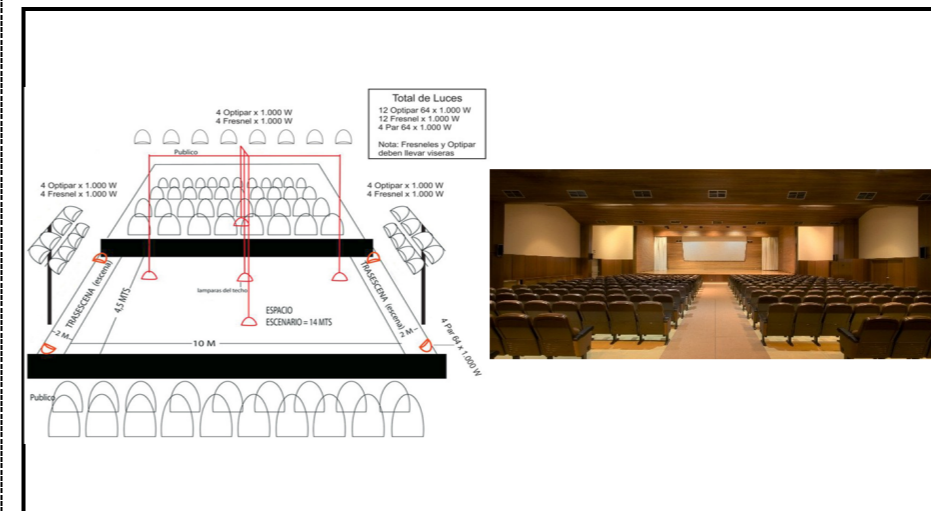 4 Optipar x 1.000 W
4 Fresnel x 1.000 W
Total de Luces
12 Optipar 64 x 1.000 W
12 Fresnel x 1.000 W
4 Par 64 x 1.000 W
Nota: Fresneles y Optipar
deben llevar viseras
Publico
4 Optipar x 1.000 W
4 Fresnel x 1.000 W
4 Optipar x 1.000 W
4 Fresnel x 1.000 W
TRASESCENA (escena)
4,5 MTS
lamparas del techo
TRASESCENA (escena)
ESPACIO
ESCENARIO = 14 MTS
2 M
10 M
2 M
4 Par 64 x 1.000 W
Publico